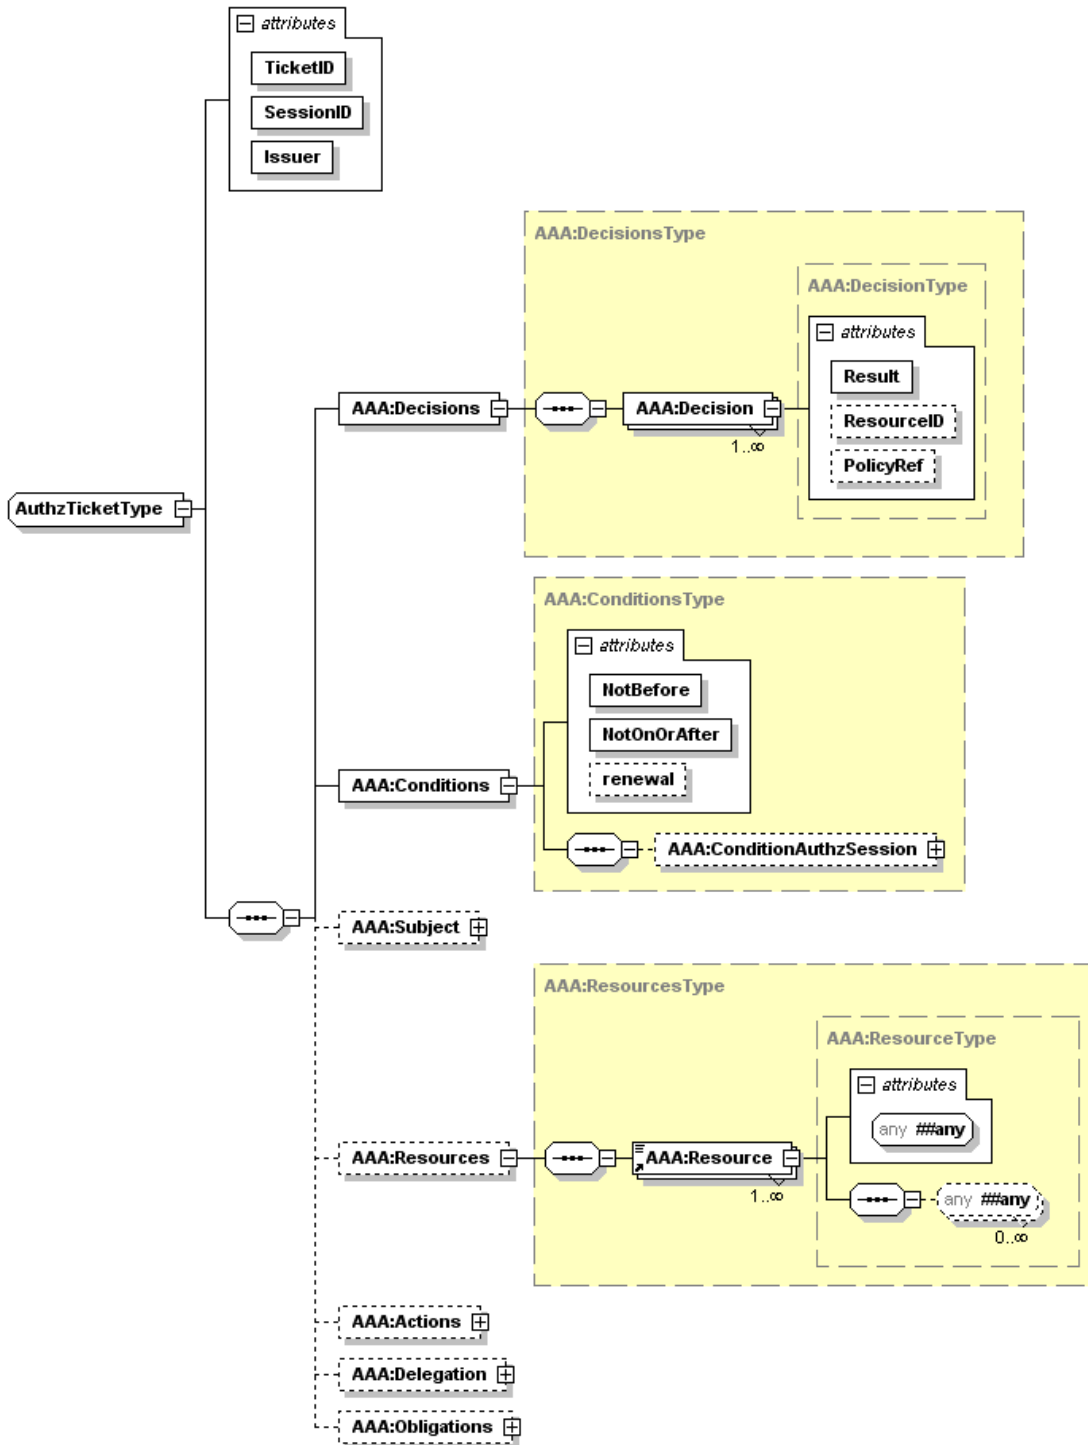 attributes
TicketID
SessionID
Issuer
AAA:DecisionsType
AAA:DecisionType
attributes
Result
AAA:Decisions
AAA:Decision
ResourceID
1..∞
PolicyRef
AuthzTicketType
AAA:ConditionsType
attributes
NotBefore
NotOnOrAfter
renewal
AAA:Conditions
AAA:ConditionAuthzSession
AAA:Subject
AAA:ResourcesType
AAA:ResourceType
attributes
any ##any
AAA:Resources
AAA:Resource
1..∞
any ##any
0..∞
AAA:Actions
AAA:Delegation
AAA:Obligations